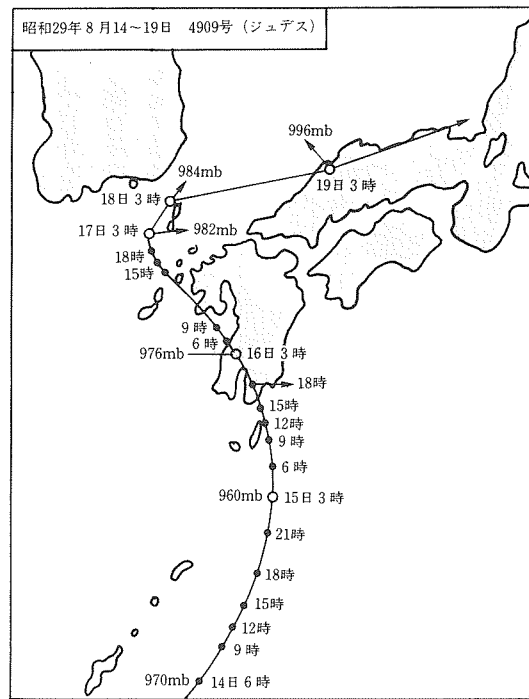 昭和29年8月14～19日 4909号(ジュデス)
996mb
984mb
19日3時
18日3時
17日3時
982mb
18時
15時
9時
6時
976mb
16日3時
18時
15時
12時
9時
6時
960mb
15日3時
21時
18時
15時
12時
9時
970mb
14日6時